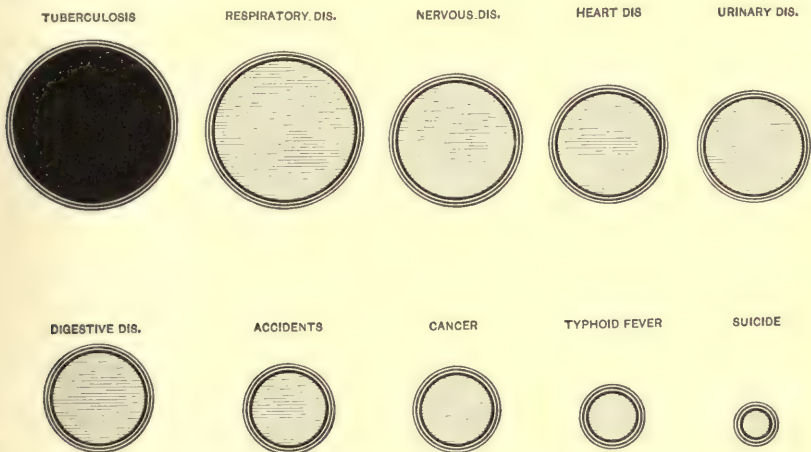 TUBERCULOSIS RESPIRATORY. DIS. NERVOUS. DIS. HEART DIS URINARY DIS.
DIGESTIVE DIS. ACCIDENTS CANCER TYPHOID FEVER SUICIDE